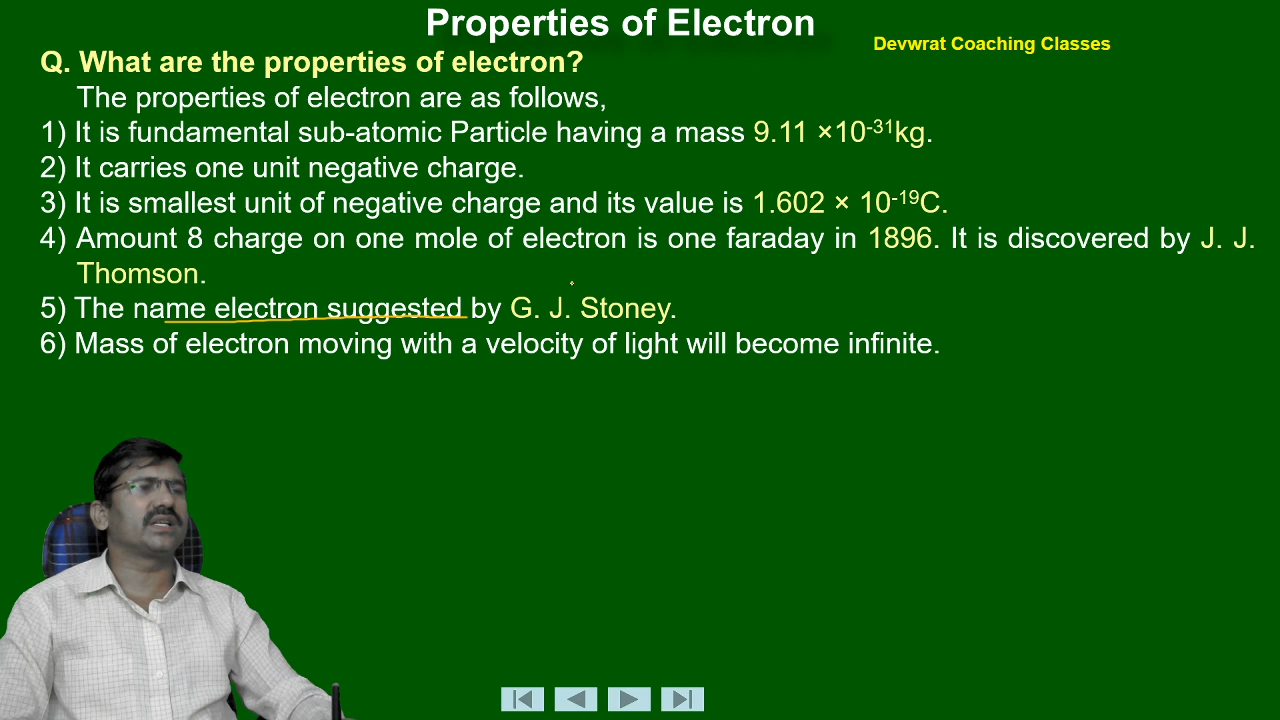 Properties of Electron
Devwrat Coaching Classes
Q. What are the properties of electron?
The properties of electron are as follows,
1) It is fundamental sub-atomic Particle having a mass 9.11 ×10⁻³¹kg.
2) It carries one unit negative charge.
3) It is smallest unit of negative charge and its value is 1.602 × 10⁻¹⁹C.
4) Amount 8 charge on one mole of electron is one faraday in 1896. It is discovered by J. J.
Thomson.
5) The name electron suggested by G. J. Stoney.
6) Mass of electron moving with a velocity of light will become infinite.